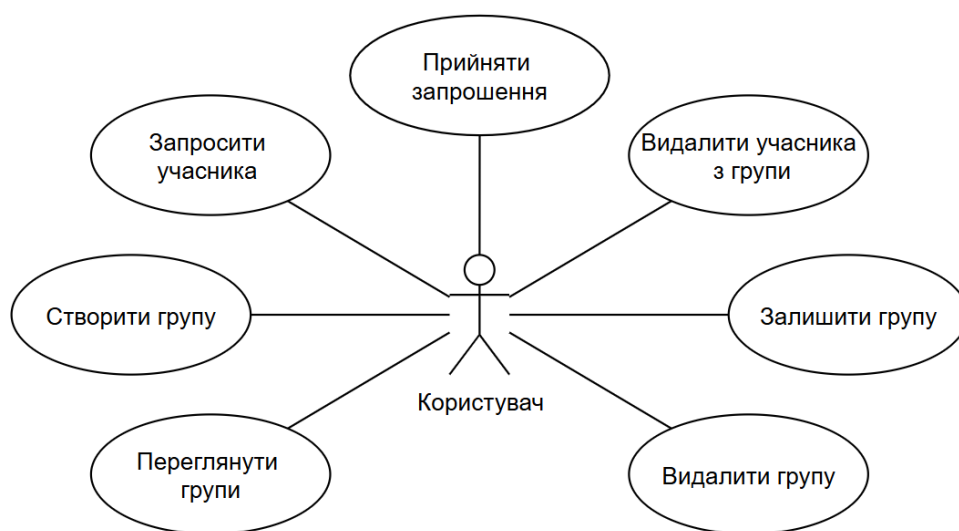 Прийняти
запрошення
Запросити
учасника
Видалити учасника
з групи
Створити групу
Залишити групу
Користувач
Переглянути
групи
Видалити групу